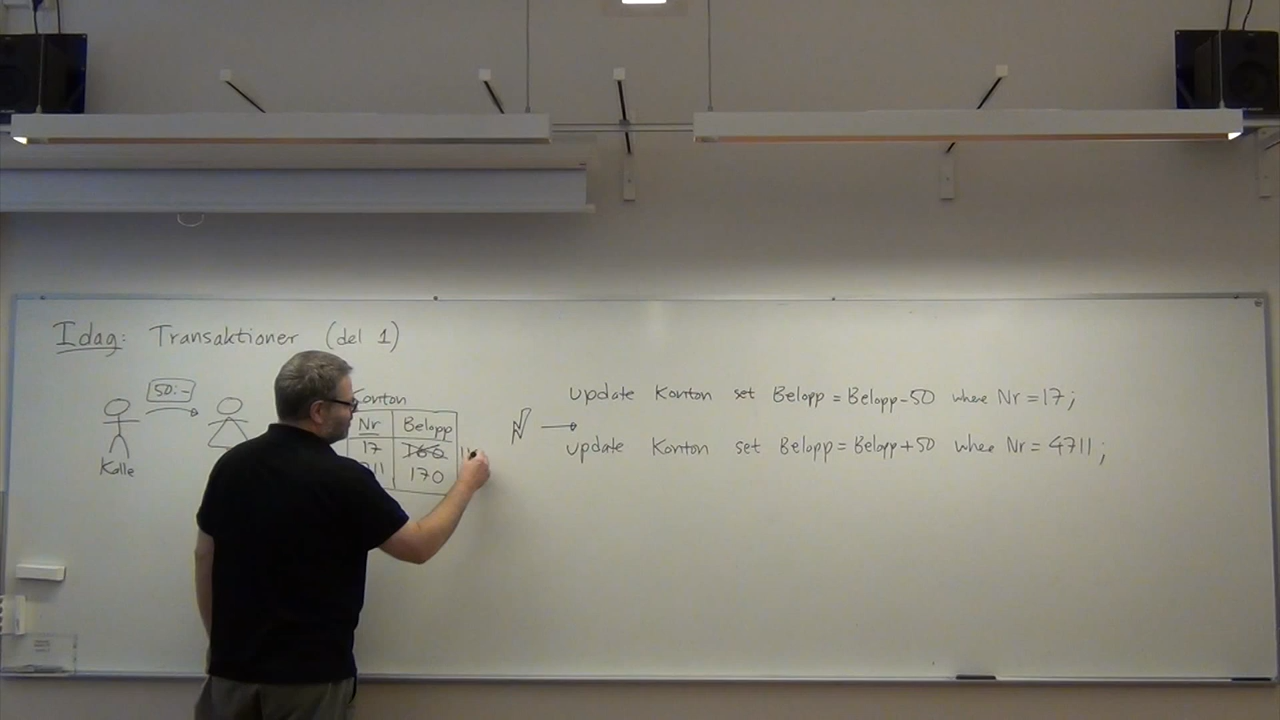 Idag: Transaktioner (del 1)
50:-
Kalle
Konton
Nr Belopp
17 160
170
update Konton set Belopp = Belopp - 50 where Nr = 17;
update Konton set Belopp = Belopp + 50 where Nr = 4711;